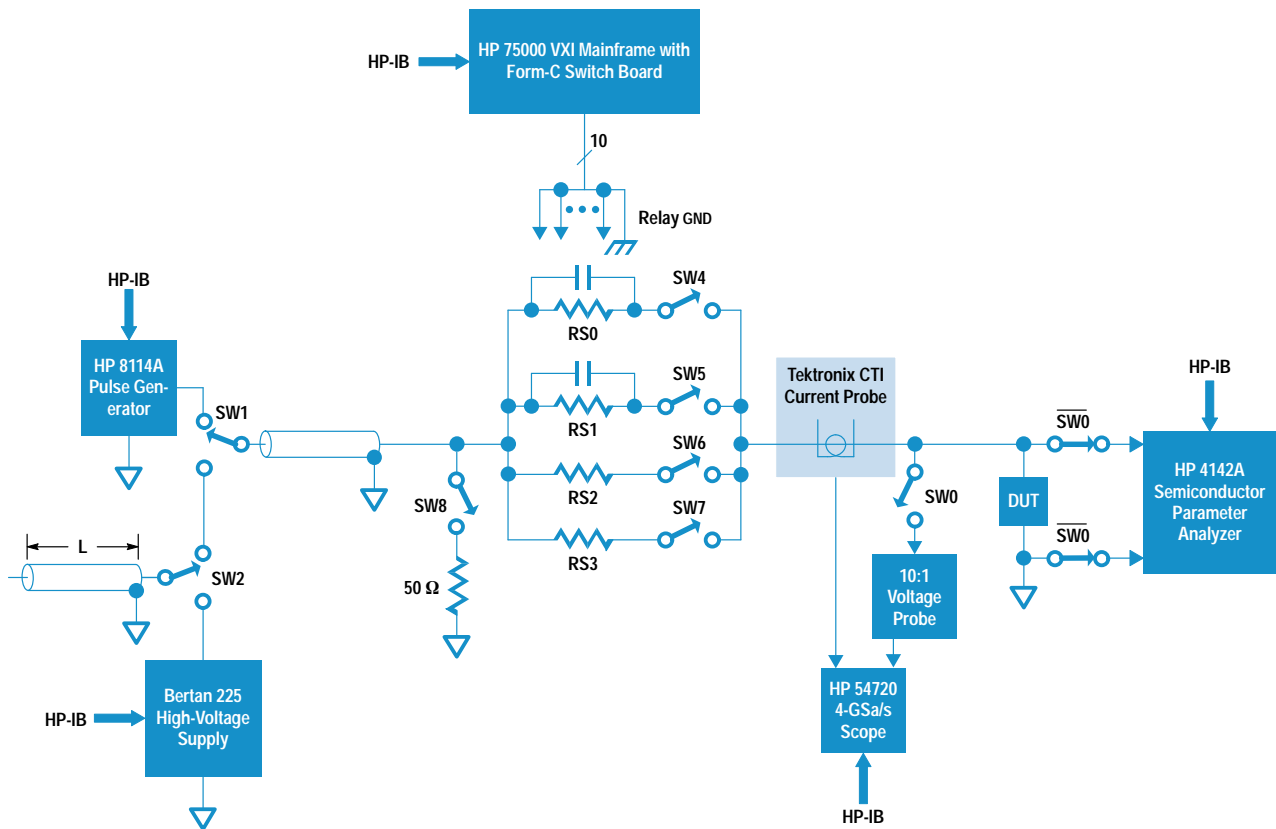 HP 75000 VXI Mainframe with
Form-C Switch Board
HP-IB
10
Relay GND
SW4
RS0
HP-IB
HP 8114A
Pulse Gen-
erator
SW1
SW5
RS1
Tektronix CTI
Current Probe
HP-IB
SW0
HP 4142A
Semiconductor
Parameter
Analyzer
SW6
RS2
SW8
SW7
RS3
SW0
DUT
SW0
L
SW2
50 Ω
10:1
Voltage
Probe
Bertan 225
High-Voltage
Supply
HP-IB
HP 54720
4-GSa/s
Scope
HP-IB